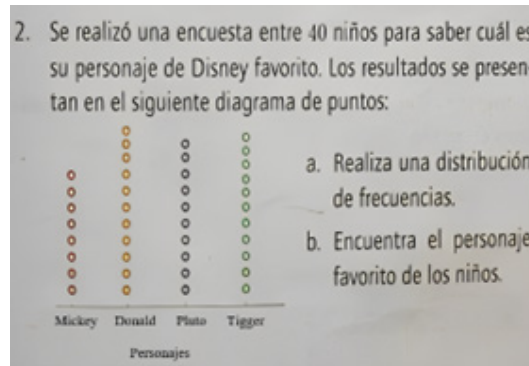 2. Se realizó una encuesta entre 40 niños para saber cuál es
su personaje de Disney favorito. Los resultados se presen
tan en el siguiente diagrama de puntos:
a. Realiza una distribución
de frecuencias.
b. Encuentra el personaje
favorito de los niños.
Mickey Donald Pluto Tigger
Personajes